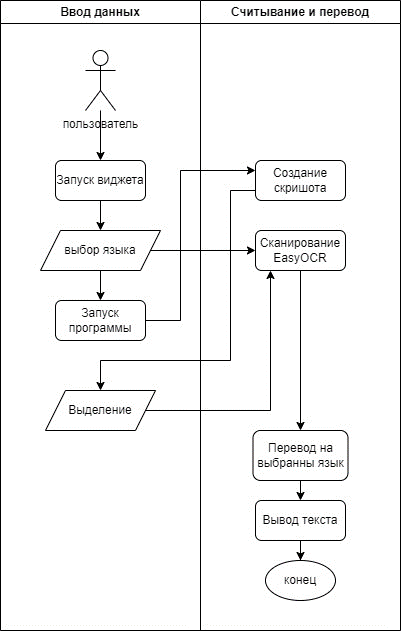 Ввод данных
Считывание и перевод
пользователь
Запуск виджета
Создание
скришота
выбор языка
Сканирование
EasyOCR
Запуск
программы
Выделение
Перевод на
выбранны язык
Вывод текста
конец